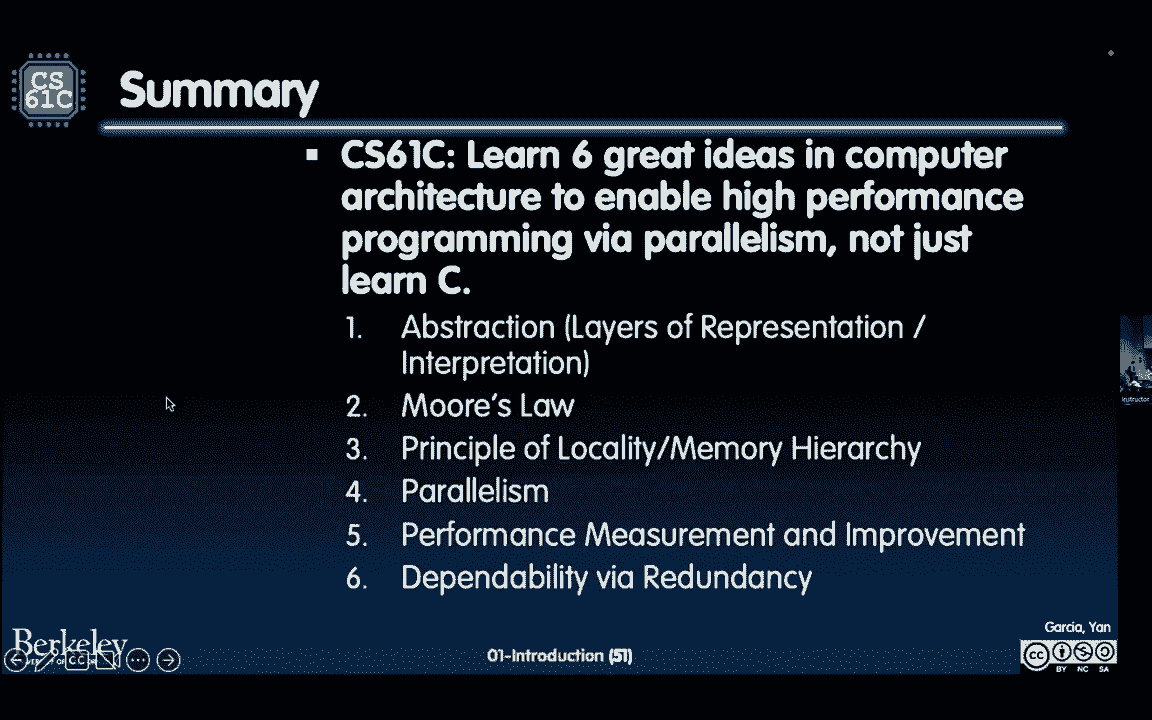 CS
61C
Summary
▪ CS61C: Learn 6 great ideas in computer
architecture to enable high performance
programming via parallelism, not just
learn C.
1. Abstraction (Layers of Representation /
Interpretation)
2. Moore's Law
3. Principle of Locality/Memory Hierarchy
4. Parallelism
5. Performance Measurement and Improvement
6. Dependability via Redundancy
Instructor
Garcia, Yan
Berkeley
01-Introduction (51)
CC
cc
BY NC SA